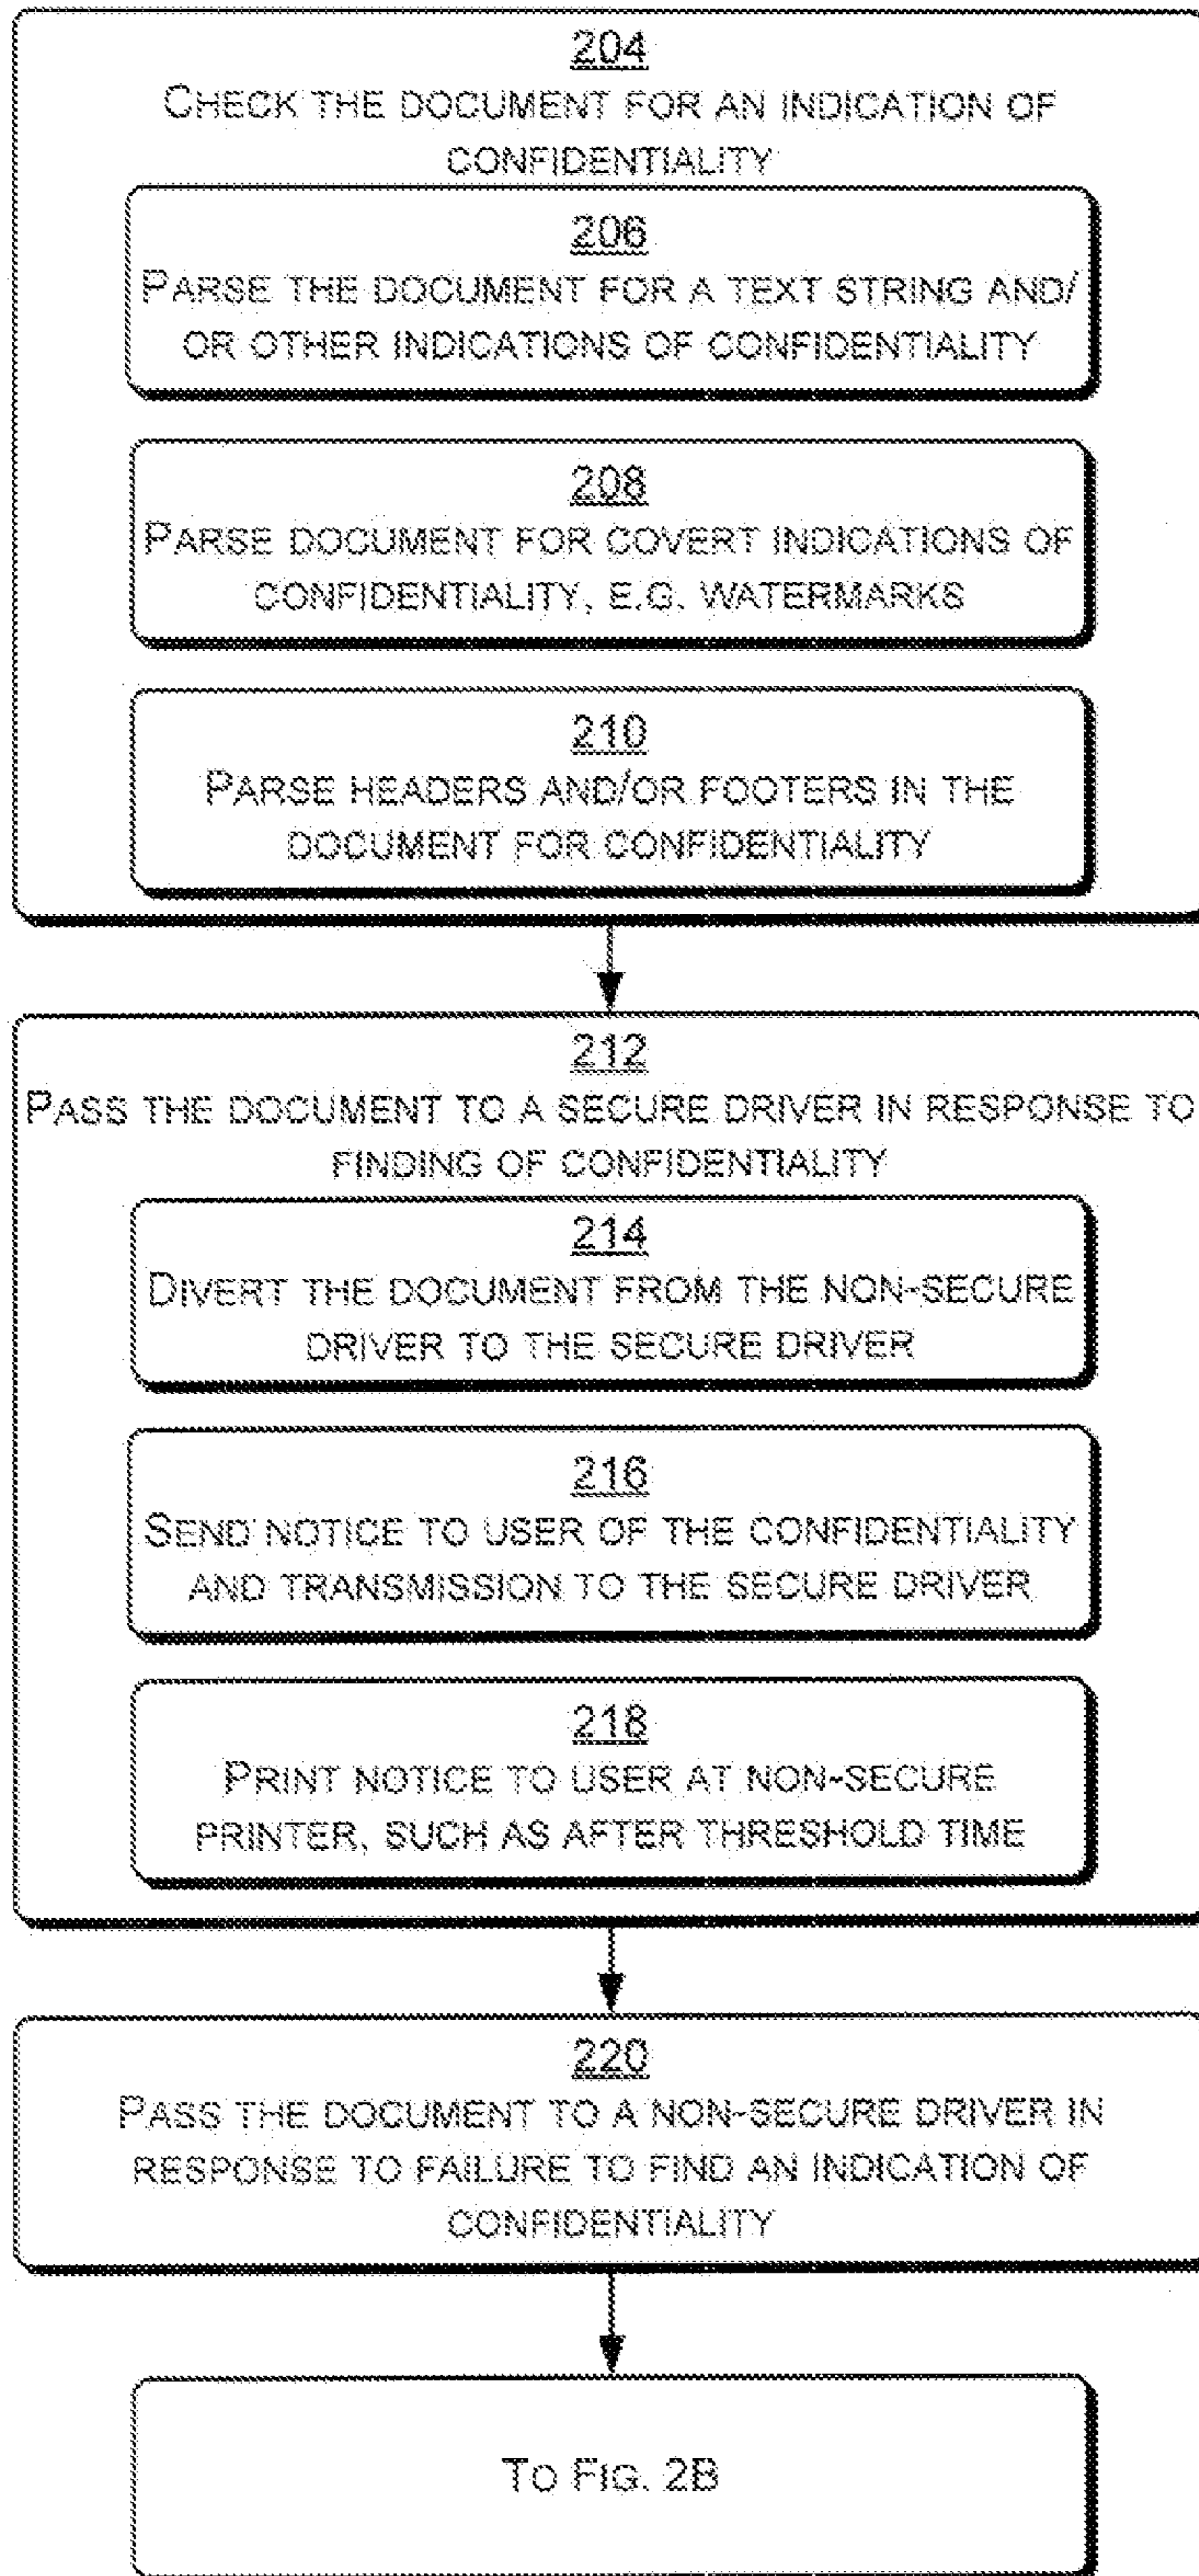 204
CHECK THE DOCUMENT FOR AN INDICATION OF
CONFIDENTIALITY
206
PARSE THE DOCUMENT FOR A TEXT STRING AND/
OR OTHER INDICATIONS OF CONFIDENTIALITY
208
PARSE DOCUMENT FOR COVERT INDICATIONS OF
CONFIDENTIALITY, E.G. WATERMARKS
210
PARSE HEADERS AND/OR FOOTERS IN THE
DOCUMENT FOR CONFIDENTIALITY
212
PASS THE DOCUMENT TO A SECURE DRIVER IN RESPONSE TO
FINDING OF CONFIDENTIALITY
214
DIVERT THE DOCUMENT FROM THE NON-SECURE
DRIVER TO THE SECURE DRIVER
216
SEND NOTICE TO USER OF THE CONFIDENTIALITY
AND TRANSMISSION TO THE SECURE DRIVER
218
PRINT NOTICE TO USER AT NON-SECURE
PRINTER, SUCH AS AFTER THRESHOLD TIME
220
PASS THE DOCUMENT TO A NON-SECURE DRIVER IN
RESPONSE TO FAILURE TO FIND AN INDICATION OF
CONFIDENTIALITY
TO FIG. 2B